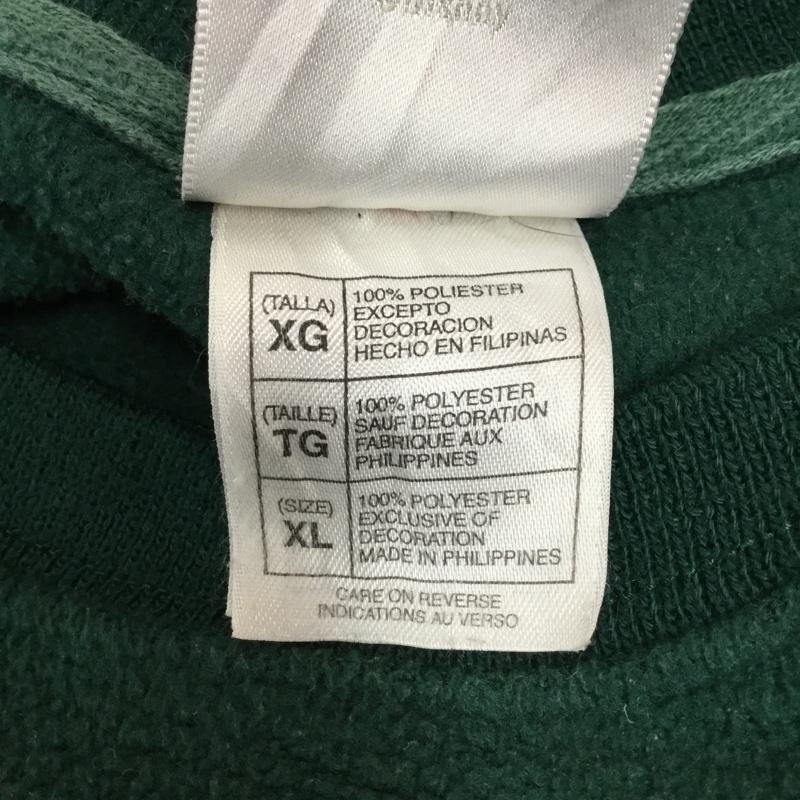 (TALLA)
XG
100% POLIESTER
EXCEPTO
DECORACION
HECHO EN FILIPINAS
(TAILLE)
TG
100% POLYESTER
SAUF DECORATION
FABRIQUE AUX
PHILIPPINES
(SIZE)
XL
100% POLYESTER
EXCLUSIVE OF
DECORATION
MADE IN PHILIPPINES
CARE ON REVERSE
INDICATIONS AU VERSO